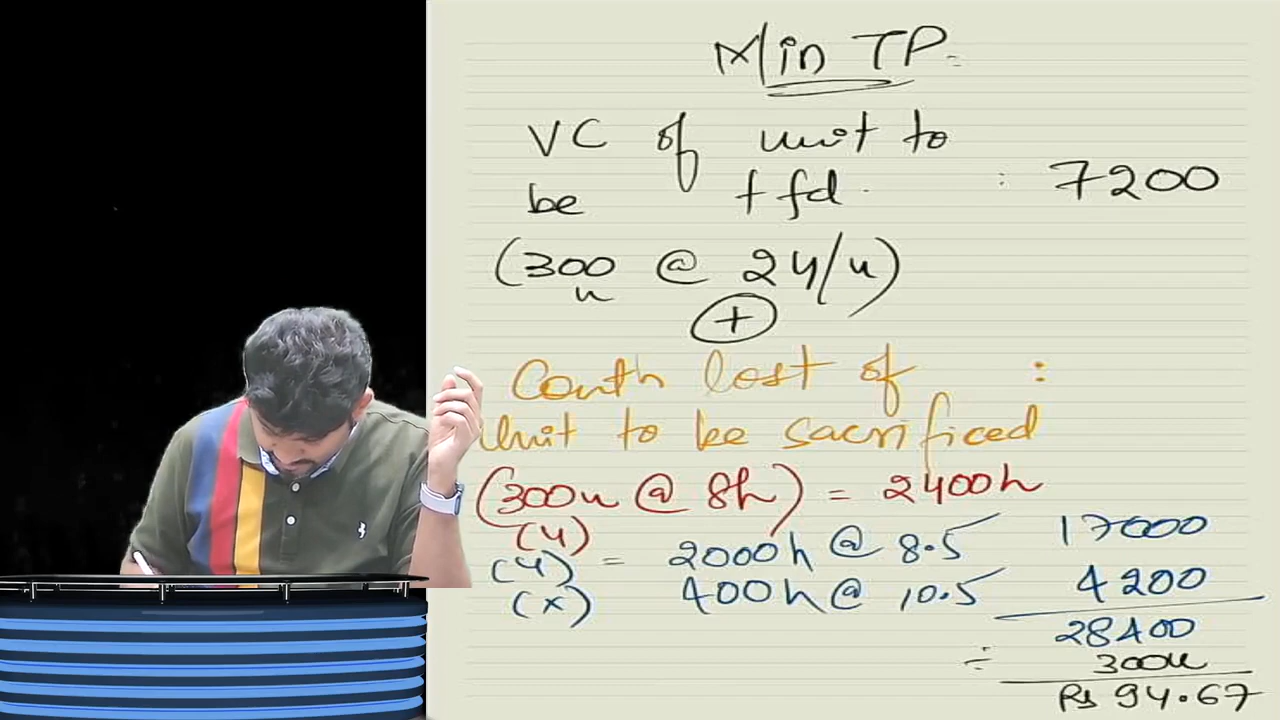 Min TP
VC of unit to
be tfd : 7200
(300 @ 24/u)
u
+
Contn lost of :
Unit to be sacrificed
(300u @ 8h) = 2400h
(Y)
(Y) = 2000h @ 8.5 17000
(X) 400h @ 10.5 4200
28400
÷ 300u
Rs 94.67